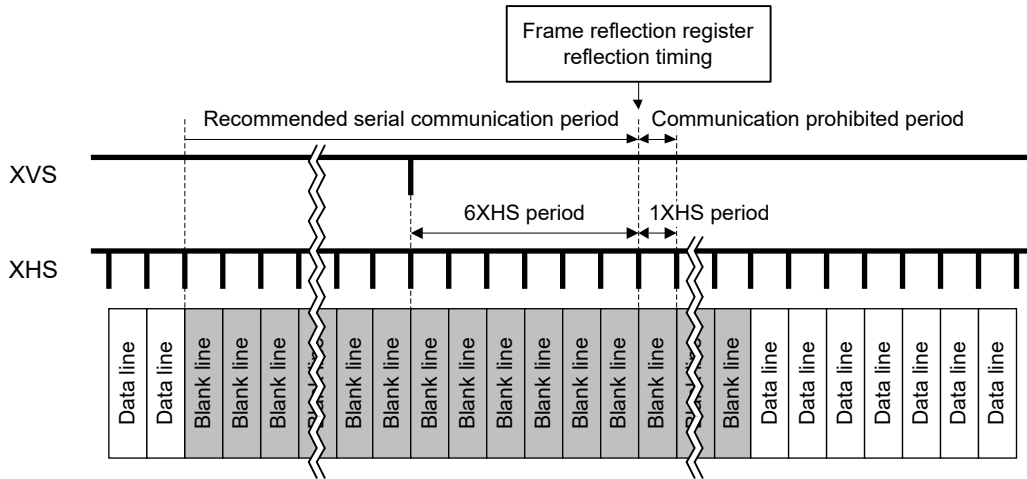 Frame reflection register
reflection timing
Recommended serial communication period
Communication prohibited period
XVS
6XHS period
1XHS period
XHS
Data line
Data line
Blank line
Blank line
Blank line
Blank line
Blank line
Blank line
Blank line
Blank line
Blank line
Blank line
Blank line
Blank line
Blank line
Data line
Data line
Data line
Data line
Data line
Data line
Data line